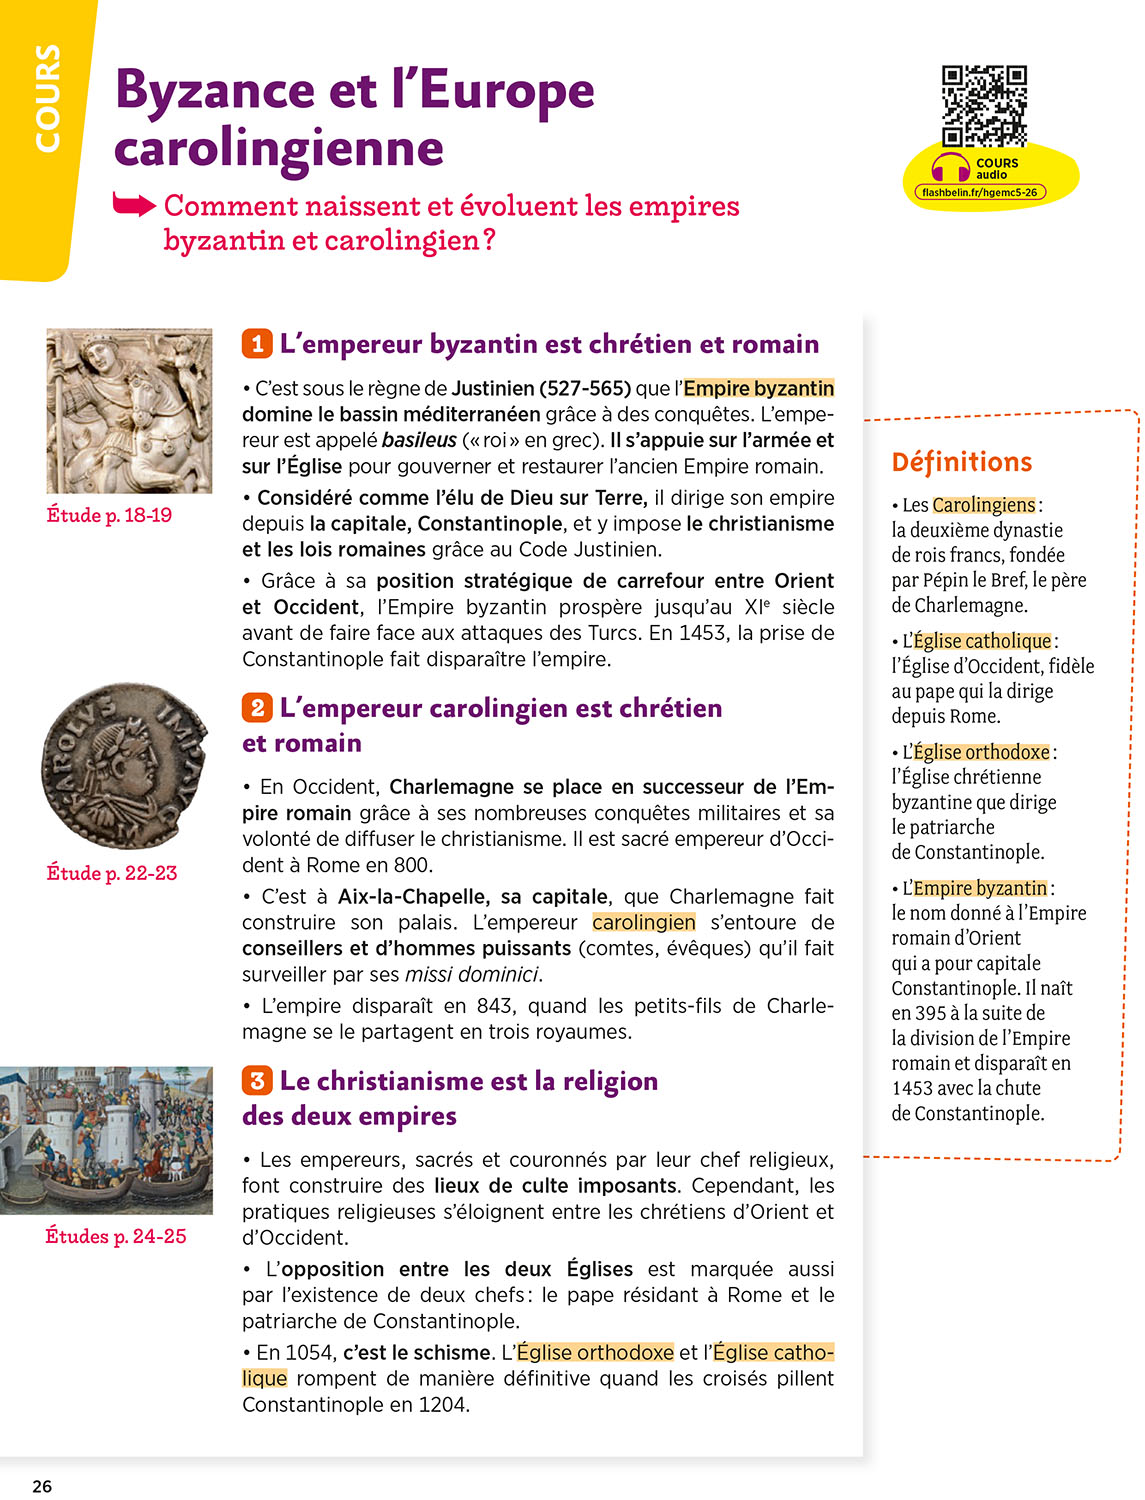 COURS
Byzance et l’Europe
carolingienne
Comment naissent et évoluent les empires
byzantin et carolingien ?
COURS
audio
flashbelin.fr/hgemc5-26
Étude p. 18-19
1 L’empereur byzantin est chrétien et romain
• C’est sous le règne de Justinien (527-565) que l’Empire byzantin
domine le bassin méditerranéen grâce à des conquêtes. L’empe-
reur est appelé basileus (« roi » en grec). Il s’appuie sur l’armée et
sur l’Église pour gouverner et restaurer l’ancien Empire romain.
• Considéré comme l’élu de Dieu sur Terre, il dirige son empire
depuis la capitale, Constantinople, et y impose le christianisme
et les lois romaines grâce au Code Justinien.
• Grâce à sa position stratégique de carrefour entre Orient
et Occident, l’Empire byzantin prospère jusqu’au XIe siècle
avant de faire face aux attaques des Turcs. En 1453, la prise de
Constantinople fait disparaître l’empire.
KAROLVS IMP AVG
M
Étude p. 22-23
2 L’empereur carolingien est chrétien
et romain
• En Occident, Charlemagne se place en successeur de l’Em-
pire romain grâce à ses nombreuses conquêtes militaires et sa
volonté de diffuser le christianisme. Il est sacré empereur d’Occi-
dent à Rome en 800.
• C’est à Aix-la-Chapelle, sa capitale, que Charlemagne fait
construire son palais. L’empereur carolingien s’entoure de
conseillers et d’hommes puissants (comtes, évêques) qu’il fait
surveiller par ses missi dominici.
• L’empire disparaît en 843, quand les petits-fils de Charle-
magne se le partagent en trois royaumes.
Études p. 24-25
3 Le christianisme est la religion
des deux empires
• Les empereurs, sacrés et couronnés par leur chef religieux,
font construire des lieux de culte imposants. Cependant, les
pratiques religieuses s’éloignent entre les chrétiens d’Orient et
d’Occident.
• L’opposition entre les deux Églises est marquée aussi
par l’existence de deux chefs : le pape résidant à Rome et le
patriarche de Constantinople.
• En 1054, c’est le schisme. L’Église orthodoxe et l’Église catho-
lique rompent de manière définitive quand les croisés pillent
Constantinople en 1204.
Définitions
• Les Carolingiens :
la deuxième dynastie
de rois francs, fondée
par Pépin le Bref, le père
de Charlemagne.
• L’Église catholique :
l’Église d’Occident, fidèle
au pape qui la dirige
depuis Rome.
• L’Église orthodoxe :
l’Église chrétienne
byzantine que dirige
le patriarche
de Constantinople.
• L’Empire byzantin :
le nom donné à l’Empire
romain d’Orient
qui a pour capitale
Constantinople. Il naît
en 395 à la suite de
la division de l’Empire
romain et disparaît en
1453 avec la chute
de Constantinople.
26